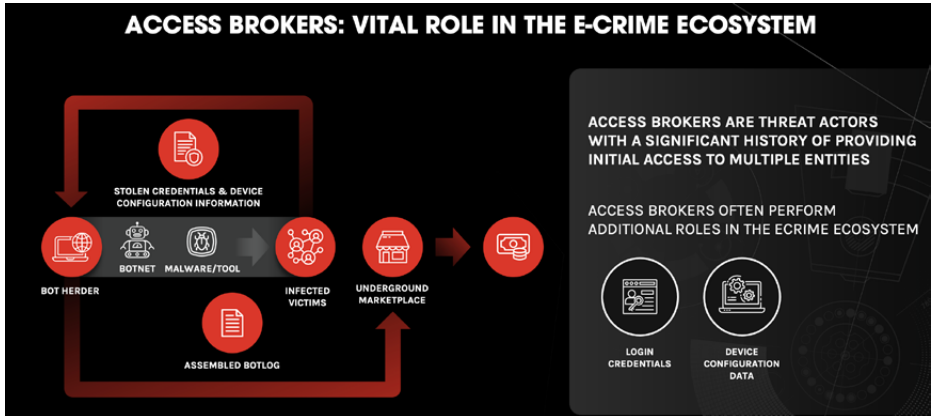 ACCESS BROKERS: VITAL ROLE IN THE E-CRIME ECOSYSTEM
STOLEN CREDENTIALS & DEVICE
CONFIGURATION INFORMATION
BOT HERDER
BOTNET
MALWARE/TOOL
INFECTED
VICTIMS
UNDERGROUND
MARKETPLACE
ASSEMBLED BOTLOG
ACCESS BROKERS ARE THREAT ACTORS
WITH A SIGNIFICANT HISTORY OF PROVIDING
INITIAL ACCESS TO MULTIPLE ENTITIES
ACCESS BROKERS OFTEN PERFORM
ADDITIONAL ROLES IN THE ECRIME ECOSYSTEM
LOGIN
CREDENTIALS
DEVICE
CONFIGURATION
DATA